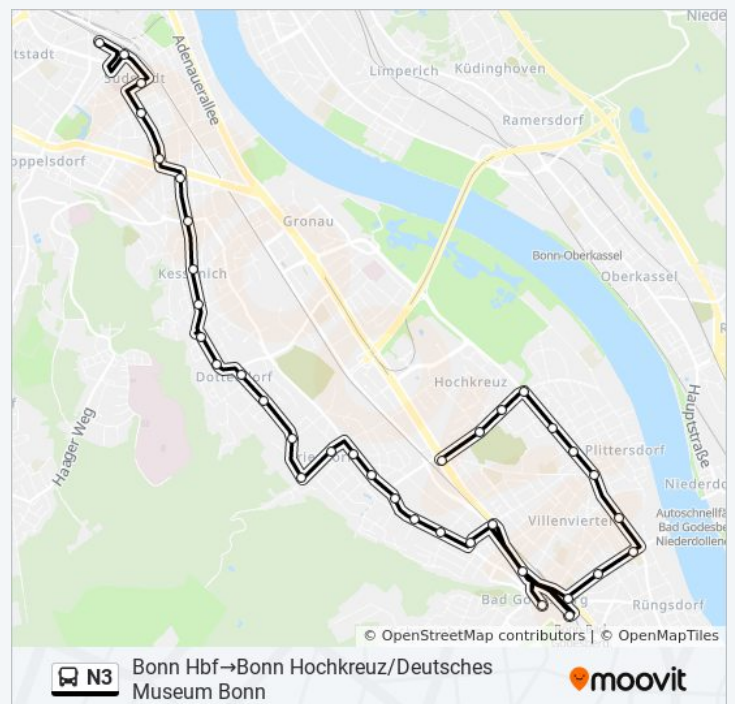 Niede
tstadt
Adenauerallee
Limperich
Küdinghoven
Südstadt
Ramersdorf
oppelsdorf
Gronau
Bonn-Oberkassel
Oberkassel
Kessenich
R
Dottendorf
Hochkreuz
Hauptstraße
Haager Weg
Plittersdorf
Friesdorf
Niederdo
Villenviertel
Autoschnellfä
Bad Godesbe
Niederdollend
Bad Godesberg
Rüngsdorf
© OpenStreetMap contributors | © OpenMapTiles
N3
Bonn Hbf→Bonn Hochkreuz/Deutsches
Museum Bonn
moovit